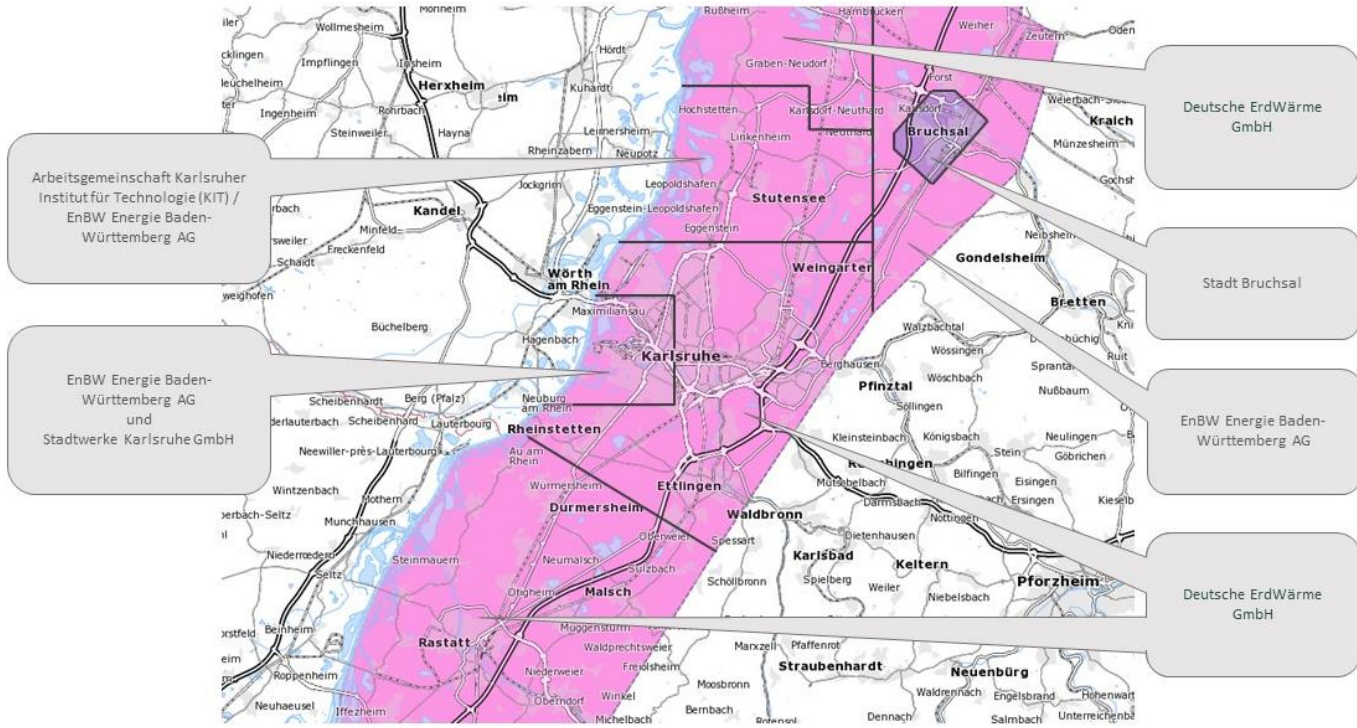 Arbeitsgemeinschaft Karlsruher
Institut für Technologie (KIT) /
EnBW Energie Baden-
Württemberg AG
EnBW Energie Baden-
Württemberg AG
und
Stadtwerke Karlsruhe GmbH
Deutsche ErdWärme
GmbH
Stadt Bruchsal
EnBW Energie Baden-
Württemberg AG
Deutsche ErdWärme
GmbH
Rußheim
Hambrücken
Weiher
Zeutern
Wollmesheim
Impflingen
Insheim
Hördt
Graben-Neudorf
Forst
Herxheim
Kuhardt
Rohrbach
Ingenheim
Steinweiler
Hayna
Leimersheim
Rheinzabern
Neupotz
Hochstetten
Linkenheim
Karlsdorf-Neuthard
Neuthard
Karlsdorf
Bruchsal
Kraich
Münzesheim
Jockgrim
Leopoldshafen
Stutensee
Kandel
Minfeld
Freckenfeld
Schaidt
Eggenstein-Leopoldshafen
Eggenstein
Neibsheim
Gondelsheim
Weingarten
Wörth
am Rhein
Maximiliansau
Bretten
Büchelberg
Hagenbach
Karlsruhe
Berghausen
Walzbachtal
Wössingen
Wöschbach
Ruit
Pfinztal
Söllingen
Nußbaum
Scheibenhardt
Scheibenhard
Berg (Pfalz)
Lauterbourg
Neuburg
am Rhein
Neewiller-près-Lauterbourg
Rheinstetten
Au am
Rhein
Kleinsteinbach
Königsbach
Stein
Neulingen
Göbrichen
Bilfingen
Eisingen
Ersingen
Mutschelbach
Darmsbach
Nöttingen
Wintzenbach
Mothern
Munchhausen
Würmersheim
Durmersheim
Ettlingen
Waldbronn
Spessart
Dietenhausen
Karlsbad
Keltern
Pforzheim
Niederrœdern
Seltz
Steinmauern
Neumalsch
Oberweier
Sulzbach
Schöllbronn
Spielberg
Weiler
Niebelsbach
Ötigheim
Malsch
Beinheim
Roppenheim
Rastatt
Muggensturm
Waldprechtsweier
Freiolsheim
Marxzell
Pfaffenrot
Straubenhardt
Neuenbürg
Niederweier
Moosbronn
Waldrennach
Engelsbrand
Neuhaeusel
Iffezheim
Oberndorf
Winkel
Michelbach
Bernbach
Dennach
Salmbach